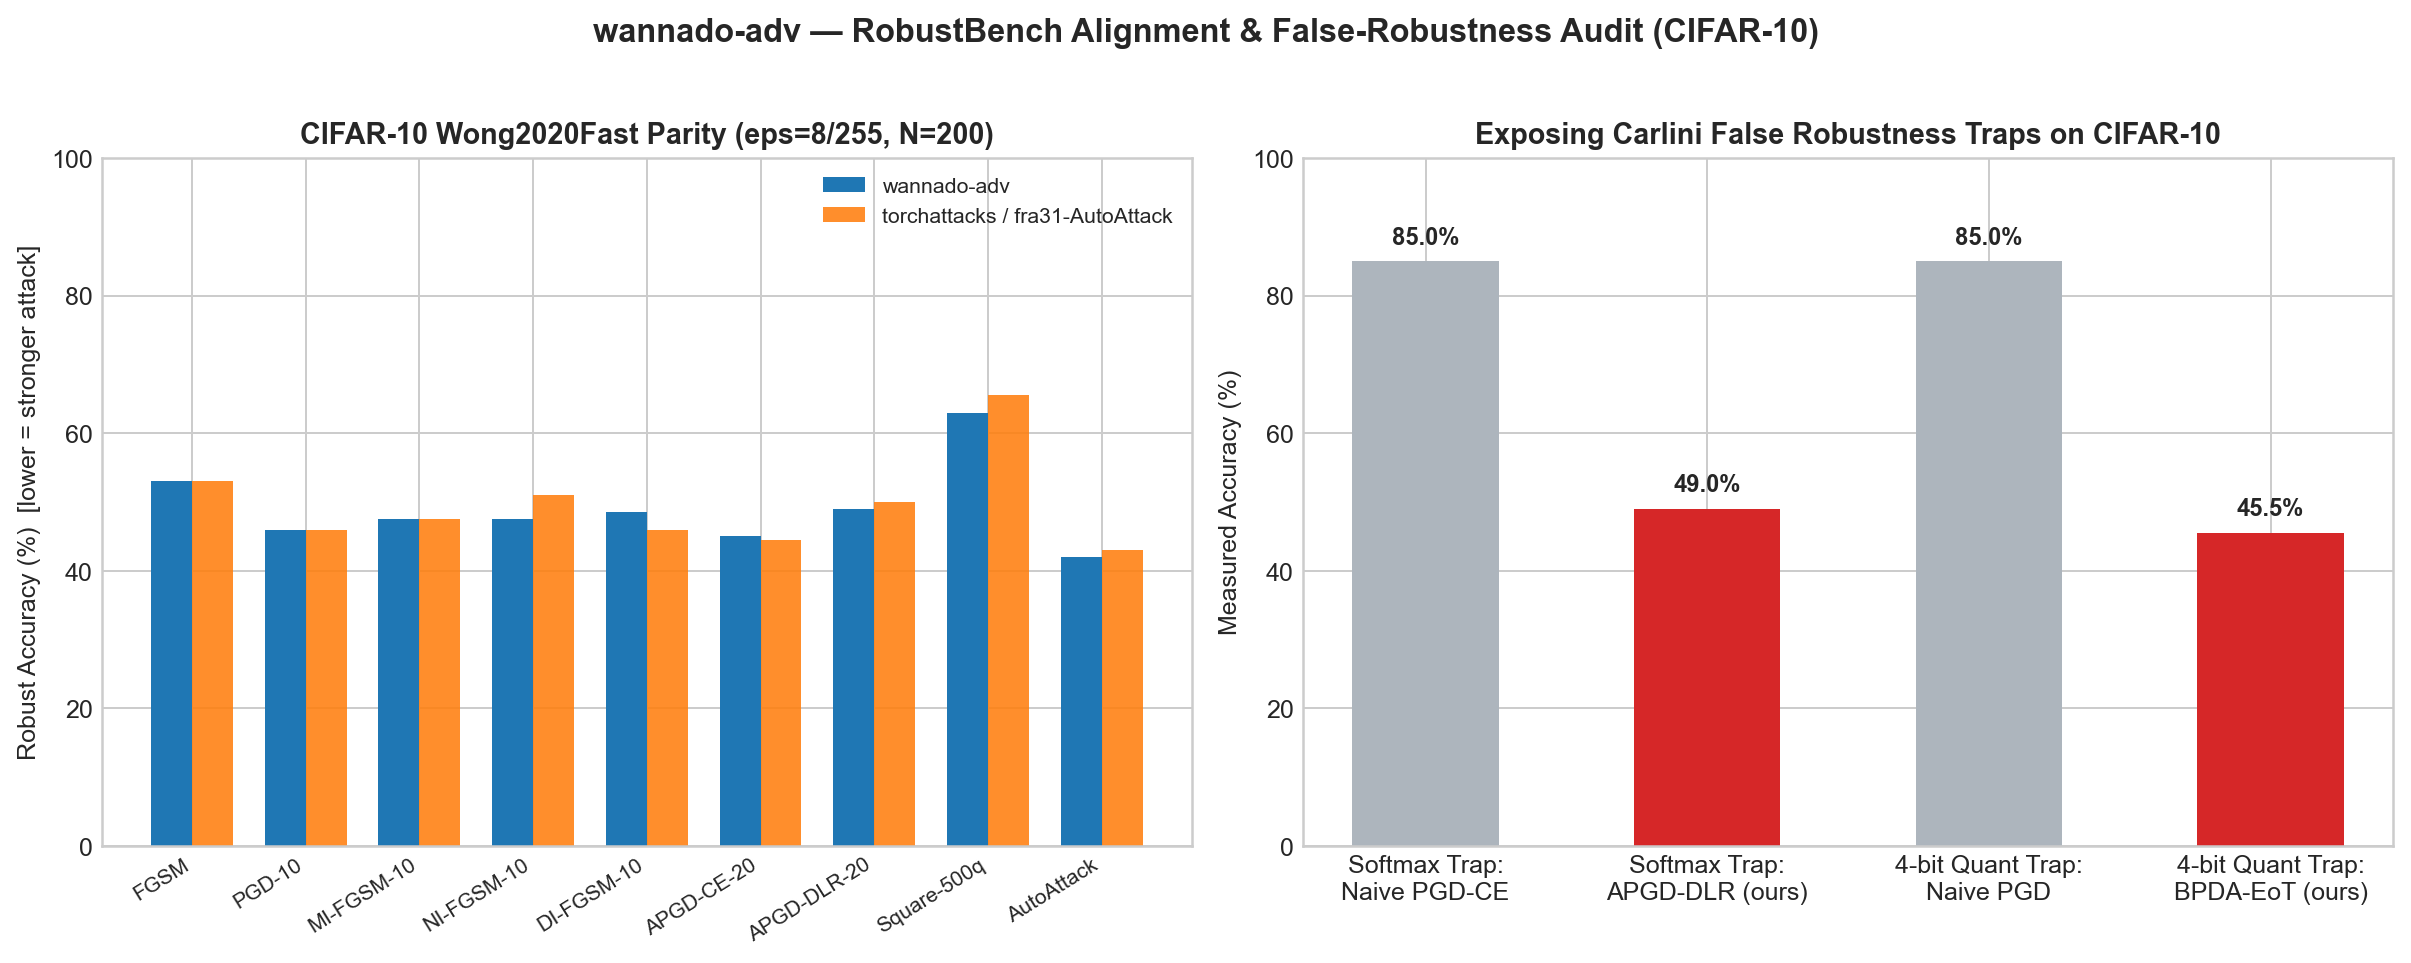 wannado-adv — RobustBench Alignment & False-Robustness Audit (CIFAR-10)
CIFAR-10 Wong2020Fast Parity (eps=8/255, N=200)
Robust Accuracy (%)  [lower = stronger attack]
100
80
60
40
20
0
wannado-adv
torchattacks / fra31-AutoAttack
FGSM
PGD-10
MI-FGSM-10
NI-FGSM-10
DI-FGSM-10
APGD-CE-20
APGD-DLR-20
Square-500q
AutoAttack
Exposing Carlini False Robustness Traps on CIFAR-10
Measured Accuracy (%)
100
80
60
40
20
0
85.0%
49.0%
85.0%
45.5%
Softmax Trap:
Naive PGD-CE
Softmax Trap:
APGD-DLR (ours)
4-bit Quant Trap:
Naive PGD
4-bit Quant Trap:
BPDA-EoT (ours)